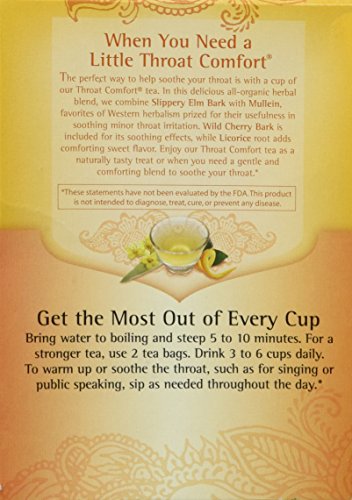 When You Need a
Little Throat Comfort®
The perfect way to help soothe your throat is with a cup of
our Throat Comfort® tea. In this delicious all-organic herbal
blend, we combine Slippery Elm Bark with Mullein,
favorites of Western herbalism prized for their usefulness in
soothing minor throat irritation. Wild Cherry Bark is
included for its soothing effects, while Licorice root adds
comforting sweet flavor. Enjoy our Throat Comfort tea as a
naturally tasty treat or when you need a gentle and
comforting blend to soothe your throat.*
*These statements have not been evaluated by the FDA. This product
is not intended to diagnose, treat, cure, or prevent any disease.
Get the Most Out of Every Cup
Bring water to boiling and steep 5 to 10 minutes. For a
stronger tea, use 2 tea bags. Drink 3 to 6 cups daily.
To warm up or soothe the throat, such as for singing or
public speaking, sip as needed throughout the day.*